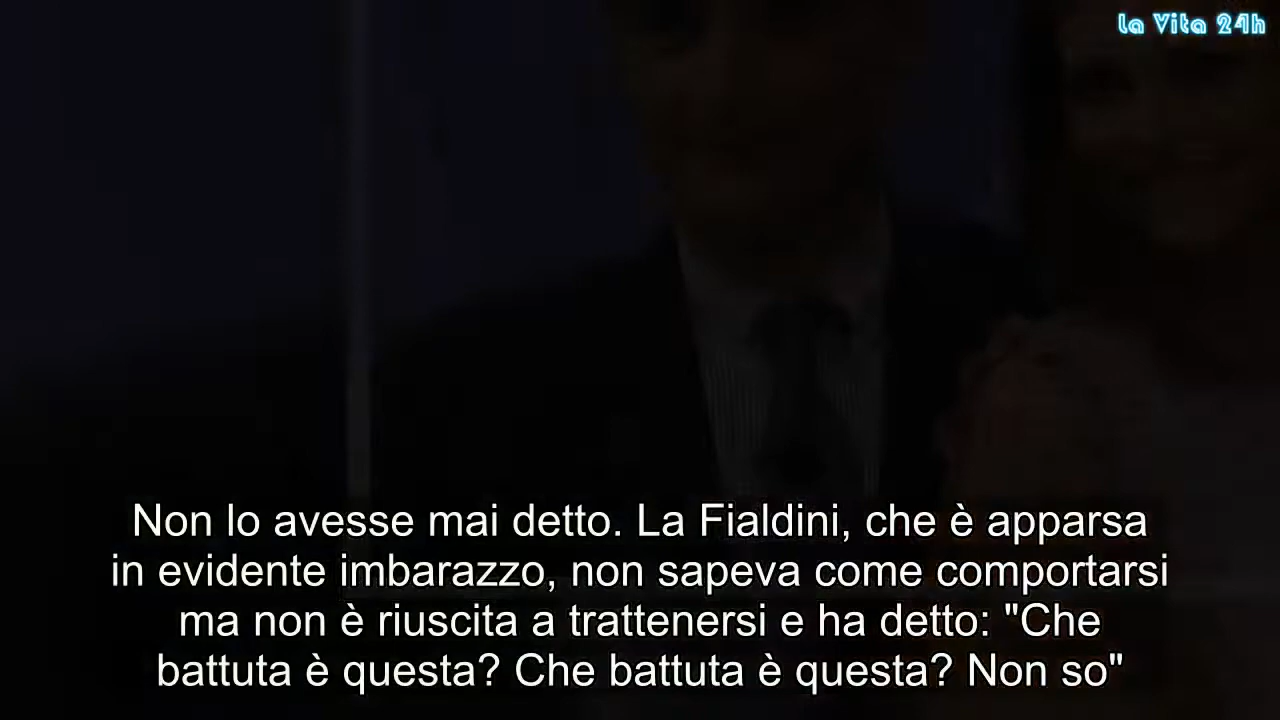 La Vita 24h
Non lo avesse mai detto. La Fialdini, che è apparsa
in evidente imbarazzo, non sapeva come comportarsi
ma non è riuscita a trattenersi e ha detto: "Che
battuta è questa? Che battuta è questa? Non so"